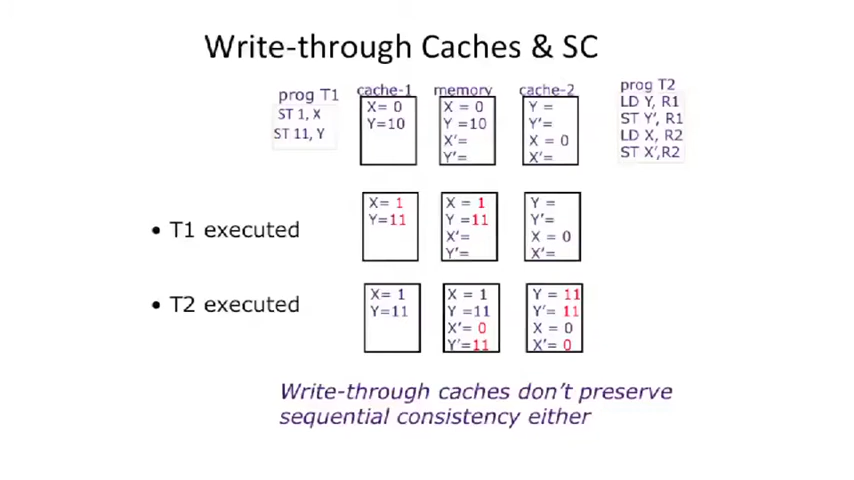 Write-through Caches & SC
prog T1
ST 1, X
ST 11, Y
cache-1
X= 0
Y=10
memory
X = 0
Y =10
X'=
Y'=
cache-2
Y =
Y'=
X = 0
X'=
prog T2
LD Y, R1
ST Y', R1
LD X, R2
ST X',R2
• T1 executed
X= 1
Y=11
X = 1
Y =11
X'=
Y'=
Y =
Y'=
X = 0
X'=
• T2 executed
X= 1
Y=11
X = 1
Y =11
X'= 0
Y'=11
Y = 11
Y'= 11
X = 0
X'= 0
Write-through caches don't preserve
sequential consistency either